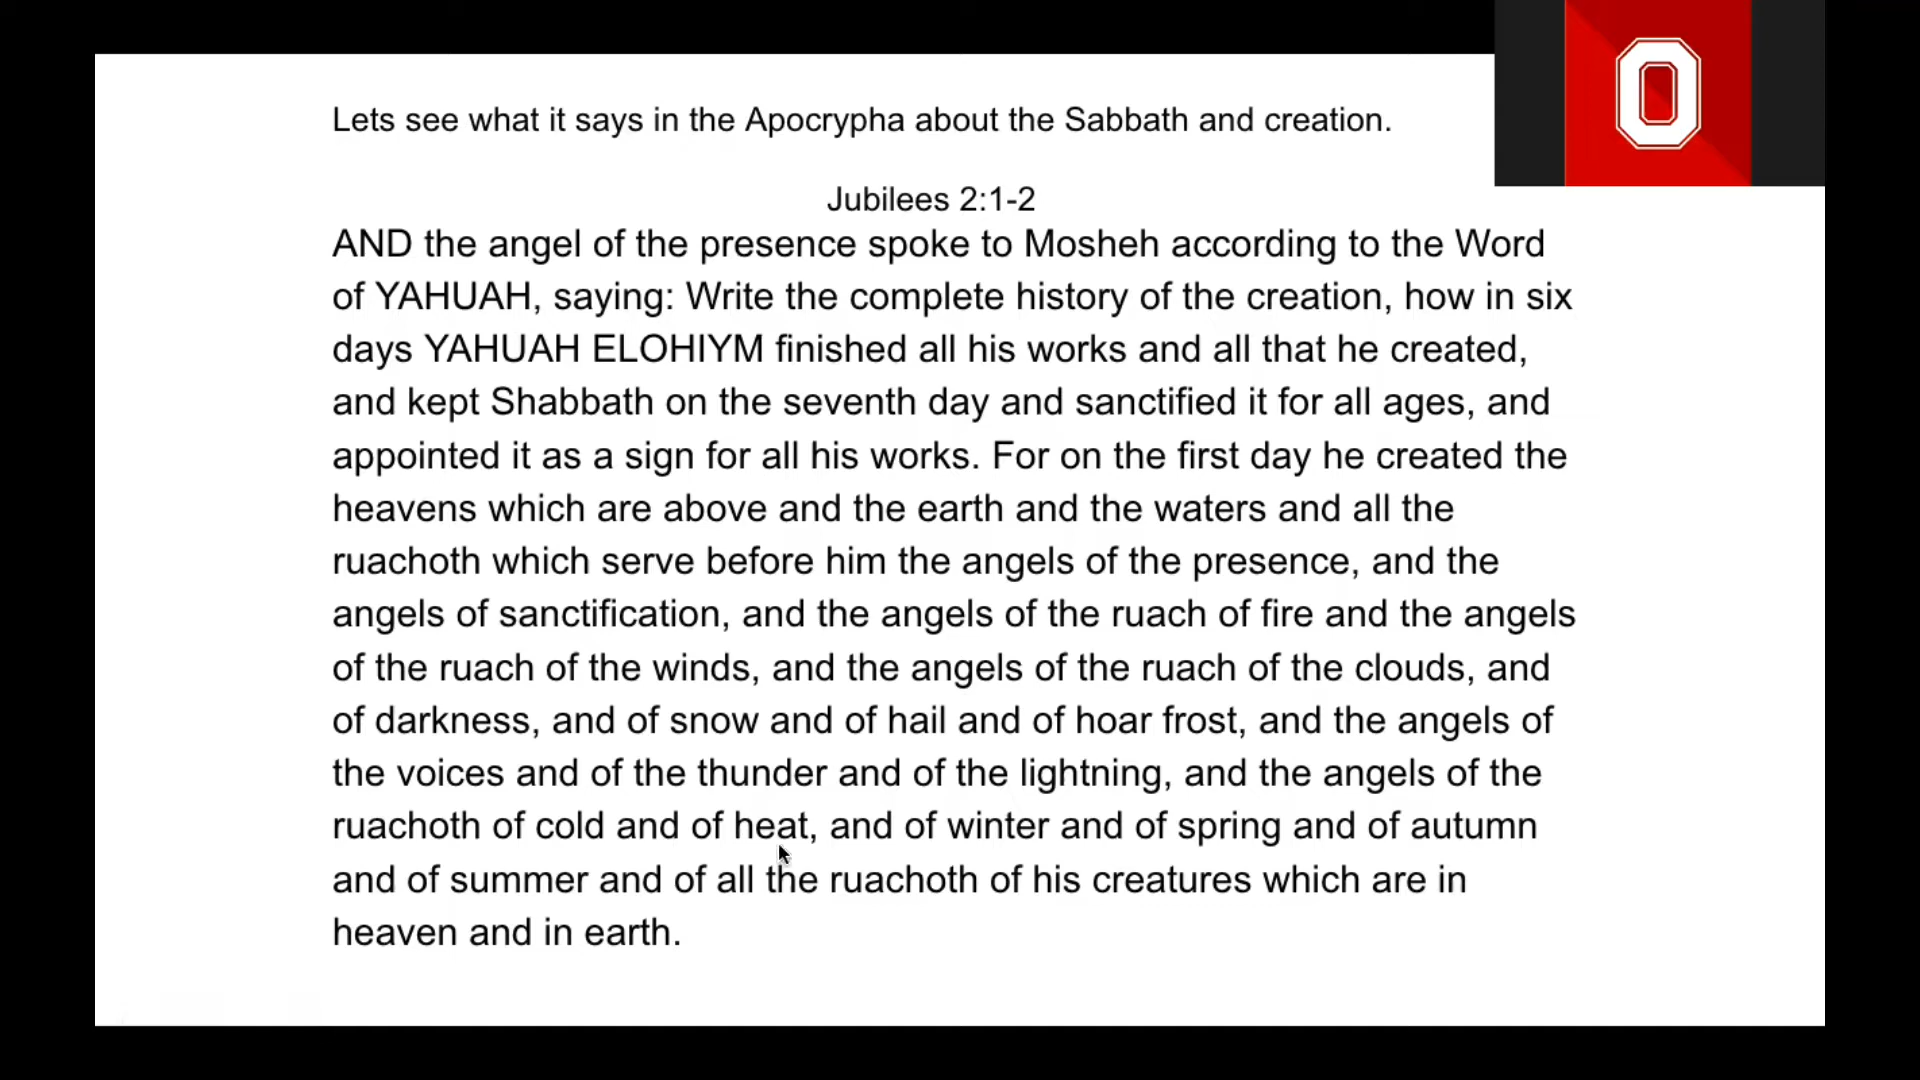 Lets see what it says in the Apocrypha about the Sabbath and creation.
Jubilees 2:1-2
AND the angel of the presence spoke to Mosheh according to the Word
of YAHUAH, saying: Write the complete history of the creation, how in six
days YAHUAH ELOHIYM finished all his works and all that he created,
and kept Shabbath on the seventh day and sanctified it for all ages, and
appointed it as a sign for all his works. For on the first day he created the
heavens which are above and the earth and the waters and all the
ruachoth which serve before him the angels of the presence, and the
angels of sanctification, and the angels of the ruach of fire and the angels
of the ruach of the winds, and the angels of the ruach of the clouds, and
of darkness, and of snow and of hail and of hoar frost, and the angels of
the voices and of the thunder and of the lightning, and the angels of the
ruachoth of cold and of heat, and of winter and of spring and of autumn
and of summer and of all the ruachoth of his creatures which are in
heaven and in earth.
O